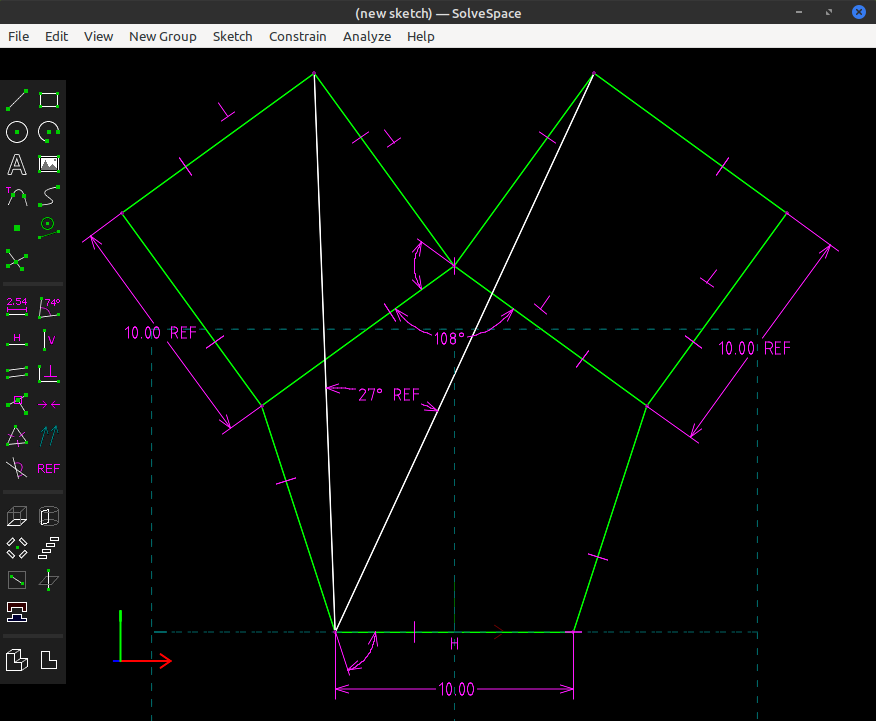 (new sketch) — SolveSpace
File Edit View New Group Sketch Constrain Analyze Help
A
T
2.54 74°
H V
REF
10.00 REF
108°
10.00 REF
27° REF
H
10.00